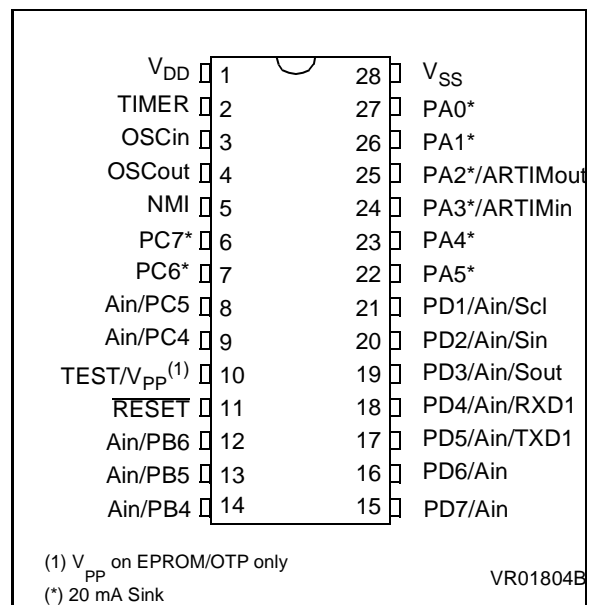 V_DD 1 28 V_SS
TIMER 2 27 PA0*
OSCin 3 26 PA1*
OSCout 4 25 PA2*/ARTIMout
NMI 5 24 PA3*/ARTIMin
PC7* 6 23 PA4*
PC6* 7 22 PA5*
Ain/PC5 8 21 PD1/Ain/Scl
Ain/PC4 9 20 PD2/Ain/Sin
TEST/V_PP(1) 10 19 PD3/Ain/Sout
RESET 11 18 PD4/Ain/RXD1
Ain/PB6 12 17 PD5/Ain/TXD1
Ain/PB5 13 16 PD6/Ain
Ain/PB4 14 15 PD7/Ain
(1) V_PP on EPROM/OTP only
(*) 20 mA Sink
VR01804B